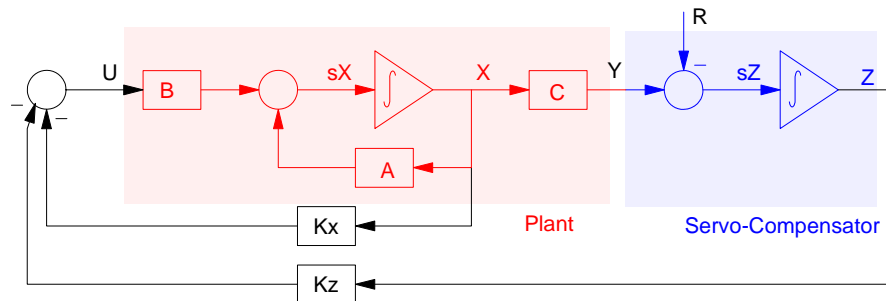 R
U
B
sX
∫
X
C
Y
−
sZ
∫
Z
−
−
A
Kx
Plant
Servo-Compensator
Kz